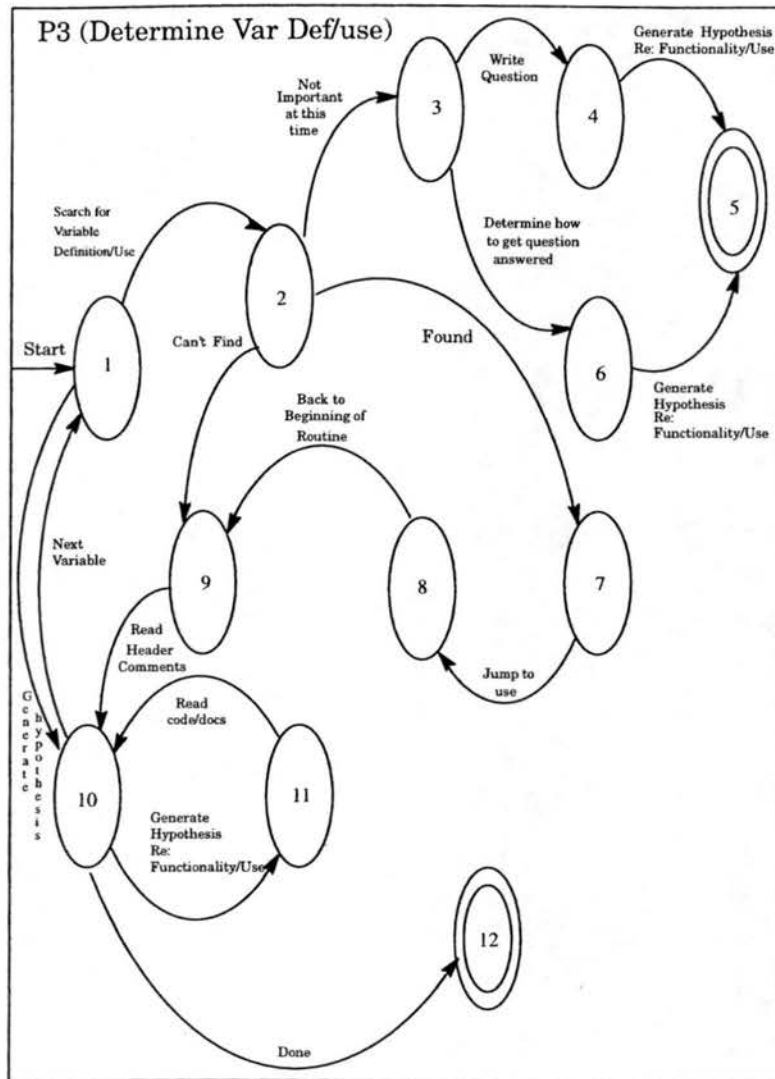 P3 (Determine Var Def/use)
Generate Hypothesis
Re: Functionality/Use
Write
Question
Not
Important
at this
time
3
4
5
Search for
Variable
Definition/Use
Determine how
to get question
answered
2
Can't Find
Found
Start
1
6
Back to
Beginning of
Routine
Generate
Hypothesis
Re:
Functionality/Use
Next
Variable
9
8
7
Read
Header
Comments
Jump to
use
Generate
hypothesis
Read
code/docs
10
11
Generate
Hypothesis
Re:
Functionality/Use
12
Done